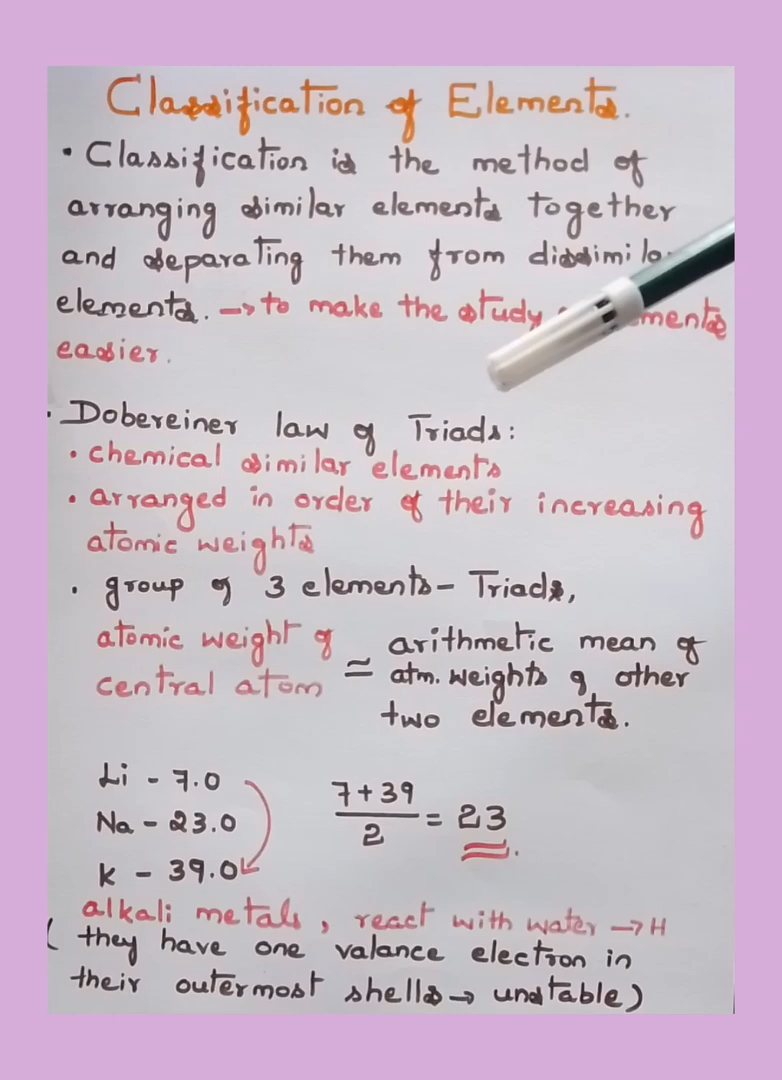 Classification of Elements.
• Classification is the method of
arranging similar elements together
and separating them from dissimilar
elements. → to make the study
easier.
• Dobereiner law of Triads:
• chemical similar elements
• arranged in order of their increasing
atomic weights
• group of 3 elements - Triads,
atomic weight of central atom ≈ arithmetic mean of
atm. weights of other
two elements.
Li - 7.0
Na - 23.0
K - 39.0
7+39/2 = 23.
alkali metals, react with water → H
( they have one valance electron in
their outermost shells → unstable)